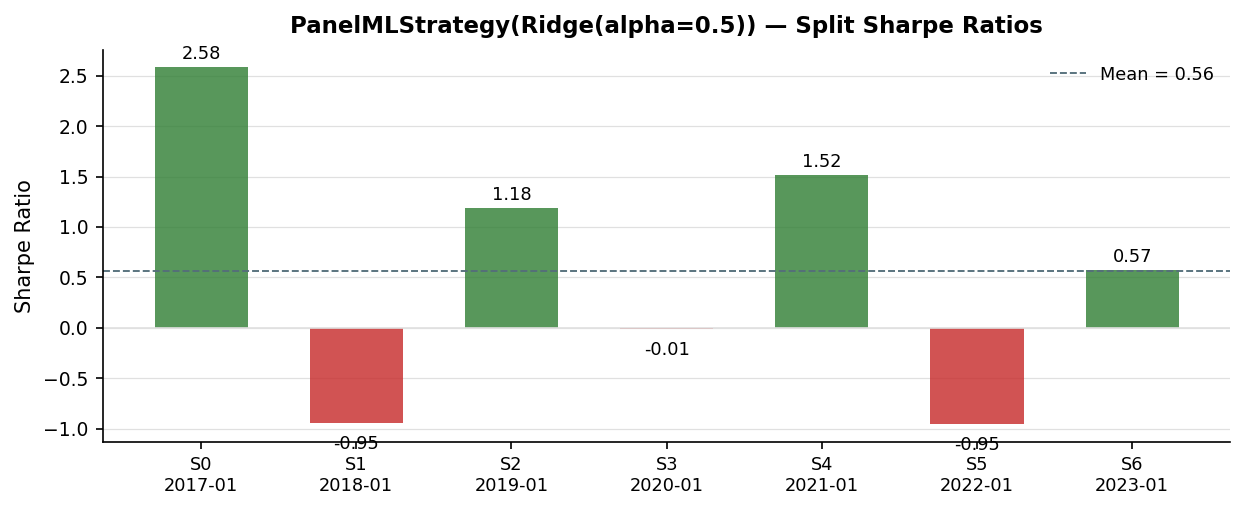 PanelMLStrategy(Ridge(alpha=0.5)) — Split Sharpe Ratios
Sharpe Ratio
2.5
2.0
1.5
1.0
0.5
0.0
−0.5
−1.0
Mean = 0.56
2.58
-0.95
1.18
-0.01
1.52
-0.95
0.57
S0
2017-01
S1
2018-01
S2
2019-01
S3
2020-01
S4
2021-01
S5
2022-01
S6
2023-01